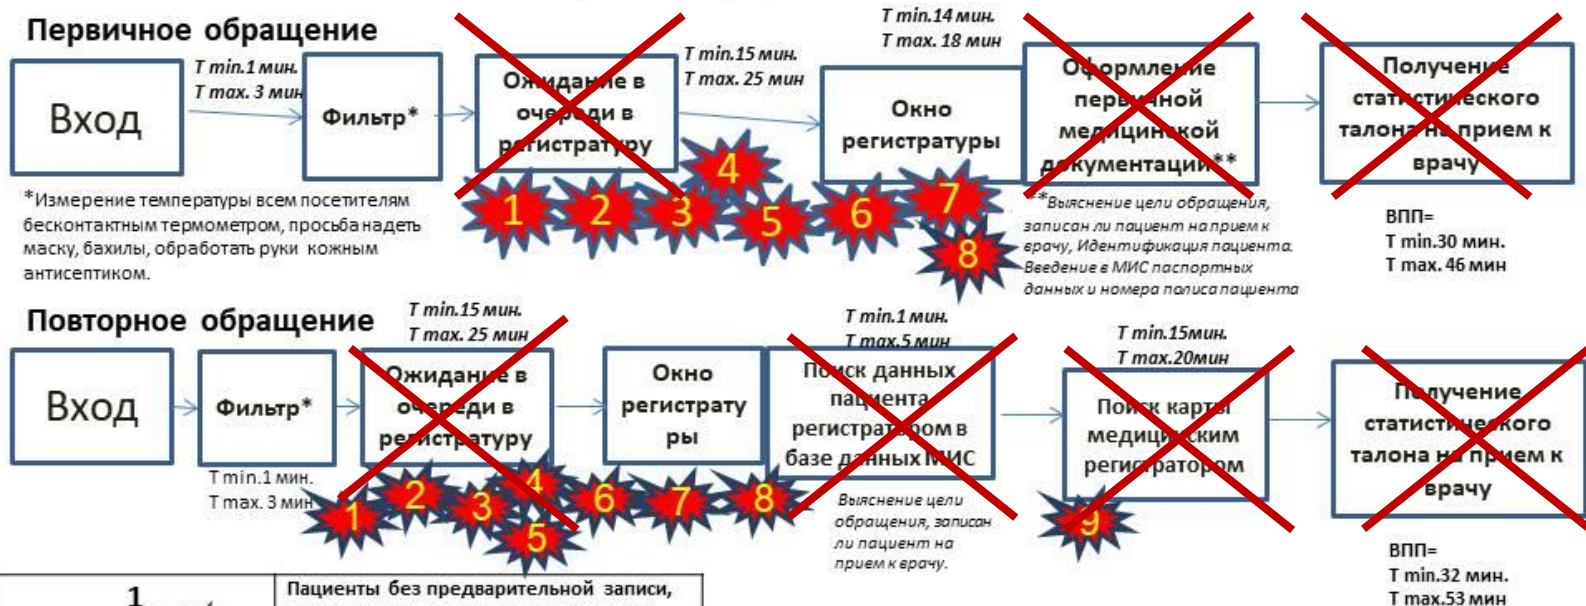 Первичное обращение
T min.1 мин.
T max. 3 мин
T min.15 мин.
T max. 25 мин
T min.14 мин.
T max. 18 мин
Вход
Фильтр*
Ожидание в
очереди в
регистратуру
Окно
регистратуры
Оформление
первичной
медицинской
документации**
Получение
статистического
талона на прием к
врачу
1
2
3
4
5
6
7
8
*Измерение температуры всем посетителям
бесконтактным термометром, просьба надеть
маску, бахилы, обработать руки кожным
антисептиком.
**Выяснение цели обращения,
записан ли пациент на прием к
врачу, Идентификация пациента.
Введение в МИС паспортных
данных и номера полиса пациента
ВПП=
T min.30 мин.
T max. 46 мин
Повторное обращение
T min.15 мин.
T max. 25 мин
T min.1 мин.
T max.5 мин
T min.15мин.
T max.20мин
Вход
Фильтр*
Ожидание в
очереди в
регистратуру
Окно
регистрату
ры
Поиск данных
пациента
регистратором в
базе данных МИС
Поиск карты
медицинским
регистратором
Получение
статистического
талона на прием к
врачу
T min.1 мин.
T max. 3 мин
1
2
3
4
5
6
7
8
9
Выяснение цели
обращения, записан
ли пациент на
прием к врачу.
ВПП=
T min.32 мин.
T max.53 мин
1
Пациенты без предварительной записи,